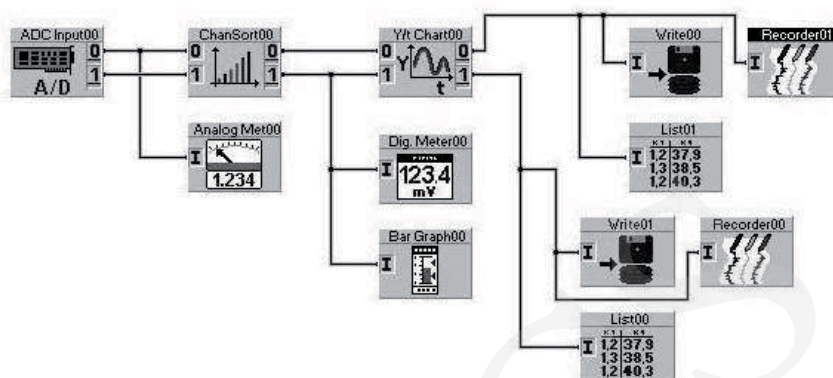 ADC Input00
0
1
A/D
ChanSort00
0 0
1 1
Y/t Chart00
0 0
1 1
Y
t
Write00
I
Recorder01
I
Analog Met00
I
1.234
Dig. Meter00
I
123.4
mV
List01
I
1,2 37,9
1,3 38,5
1,2 40,3
Bar Graph00
I
Write01
I
Recorder00
I
List00
I
1,2 37,9
1,3 38,5
1,2 40,3